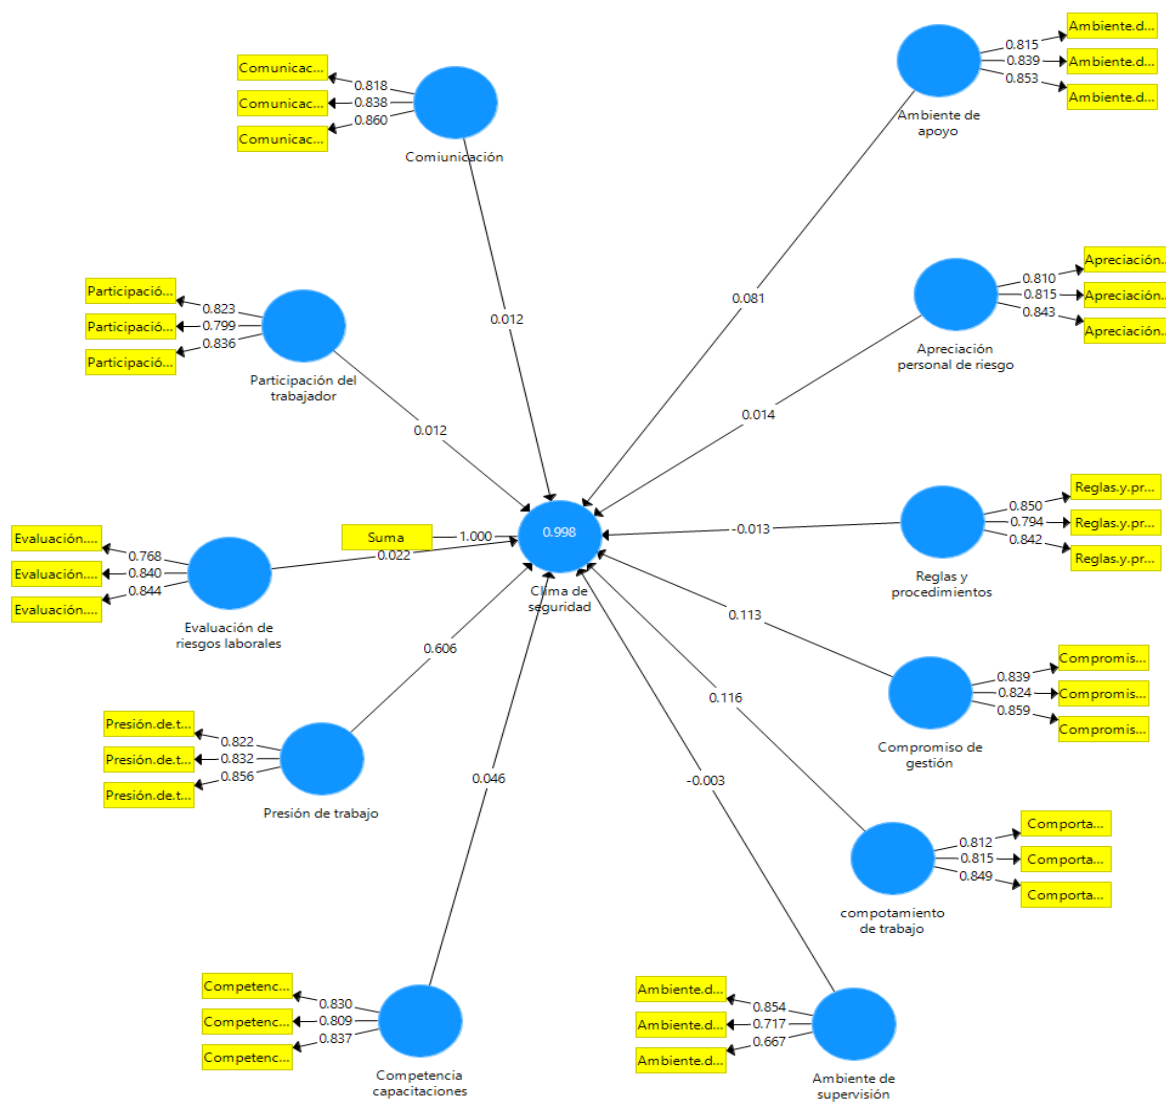 Comunicac...
Comunicac...
Comunicac...
0.818
0.838
0.860
Comiunicación
Ambiente.d...
Ambiente.d...
Ambiente.d...
0.815
0.839
0.853
Ambiente de
apoyo
Participació...
Participació...
Participació...
0.823
0.799
0.836
Participación del
trabajador
Apreciación...
Apreciación...
Apreciación...
0.810
0.815
0.843
Apreciación
personal de riesgo
0.012
0.081
0.012
0.014
Evaluación....
Evaluación....
Evaluación....
0.768
0.840
0.844
Evaluación de
riesgos laborales
Suma
1.000
0.022
0.998
Clima de
seguridad
-0.013
Reglas.y.pr...
Reglas.y.pr...
Reglas.y.pr...
0.850
0.794
0.842
Reglas y
procedimientos
0.606
0.113
Compromis...
Compromis...
Compromis...
0.839
0.824
0.859
Compromiso de
gestión
Presión.de.t...
Presión.de.t...
Presión.de.t...
0.822
0.832
0.856
Presión de trabajo
0.046
-0.003
0.116
Comporta...
Comporta...
Comporta...
0.812
0.815
0.849
compotamiento
de trabajo
Competenc...
Competenc...
Competenc...
0.830
0.809
0.837
Competencia
capacitaciones
Ambiente.d...
Ambiente.d...
Ambiente.d...
0.854
0.717
0.667
Ambiente de
supervisión